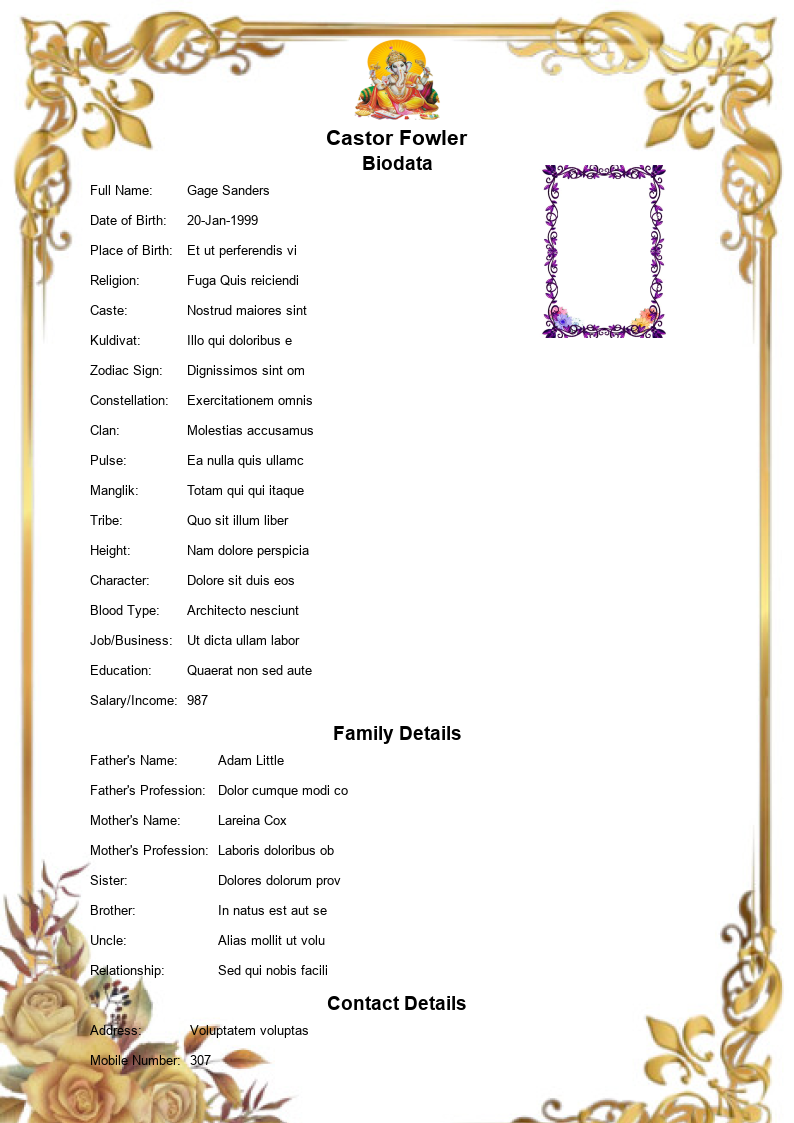 Castor Fowler
Biodata
Full Name: Gage Sanders
Date of Birth: 20-Jan-1999
Place of Birth: Et ut perferendis vi
Religion: Fuga Quis reiciendi
Caste: Nostrud maiores sint
Kuldivat: Illo qui doloribus e
Zodiac Sign: Dignissimos sint om
Constellation: Exercitationem omnis
Clan: Molestias accusamus
Pulse: Ea nulla quis ullamc
Manglik: Totam qui qui itaque
Tribe: Quo sit illum liber
Height: Nam dolore perspicia
Character: Dolore sit duis eos
Blood Type: Architecto nesciunt
Job/Business: Ut dicta ullam labor
Education: Quaerat non sed aute
Salary/Income: 987
Family Details
Father's Name: Adam Little
Father's Profession: Dolor cumque modi co
Mother's Name: Lareina Cox
Mother's Profession: Laboris doloribus ob
Sister: Dolores dolorum prov
Brother: In natus est aut se
Uncle: Alias mollit ut volu
Relationship: Sed qui nobis facili
Contact Details
Address: Voluptatem voluptas
Mobile Number: 307